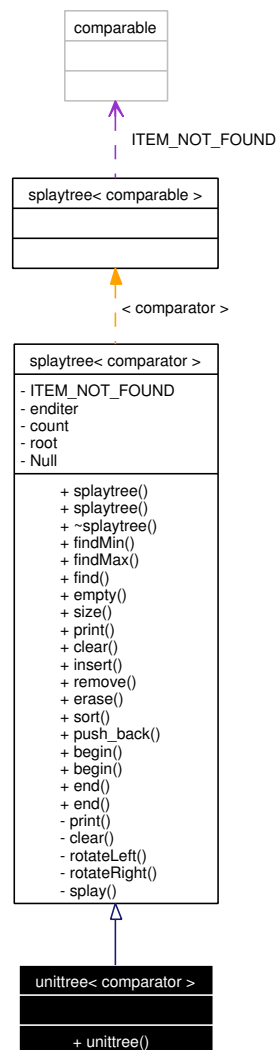 comparable
ITEM_NOT_FOUND
splaytree< comparable >
< comparator >
splaytree< comparator >
- ITEM_NOT_FOUND
- enditer
- count
- root
- Null
+ splaytree()
+ splaytree()
+ ~splaytree()
+ findMin()
+ findMax()
+ find()
+ empty()
+ size()
+ print()
+ clear()
+ insert()
+ remove()
+ erase()
+ sort()
+ push_back()
+ begin()
+ begin()
+ end()
+ end()
- print()
- clear()
- rotateLeft()
- rotateRight()
- splay()
unittree< comparator >
+ unittree()